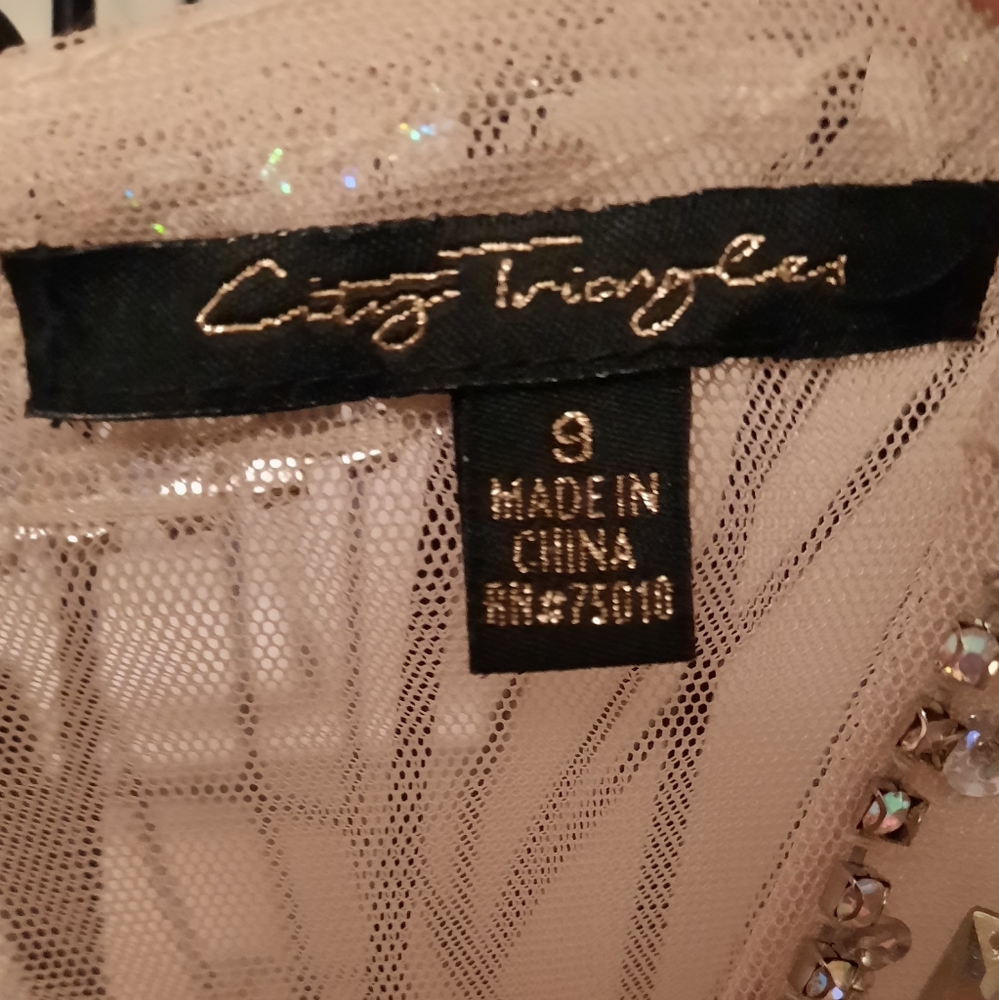 City Triangles
9
MADE IN
CHINA
RN#75010